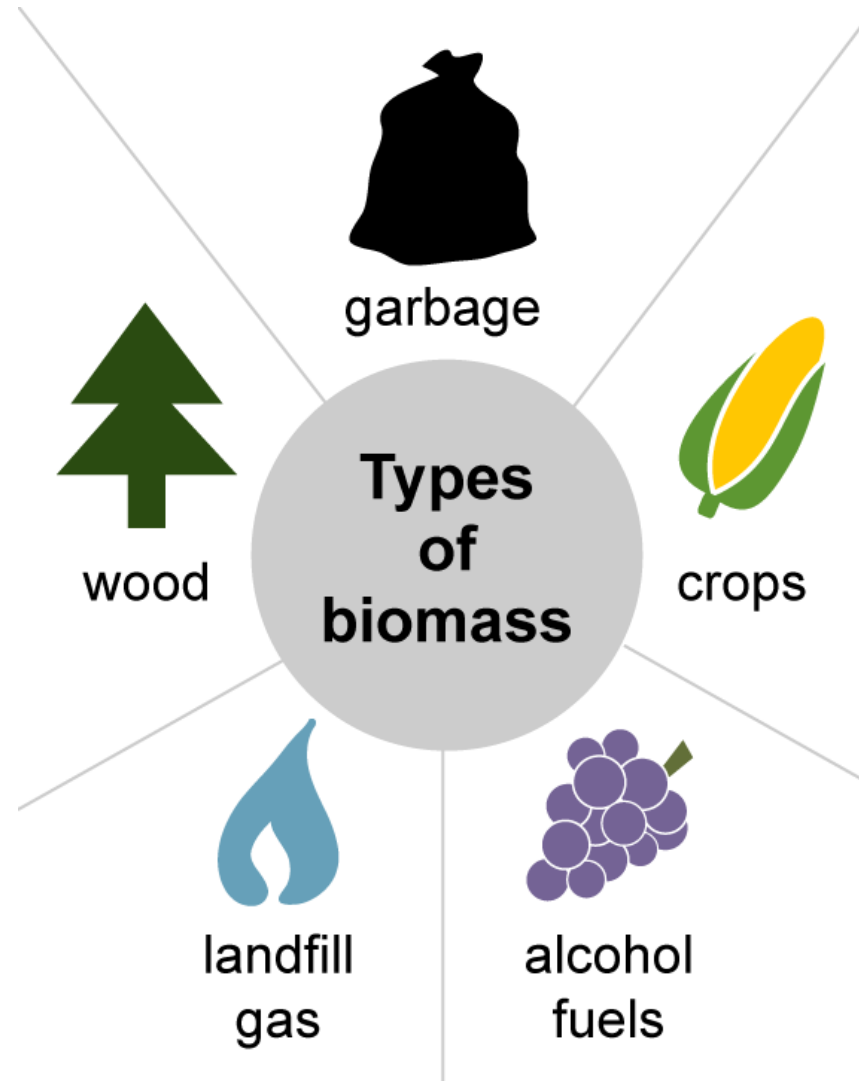 garbage
Types
of
biomass
wood
crops
landfill
gas
alcohol
fuels